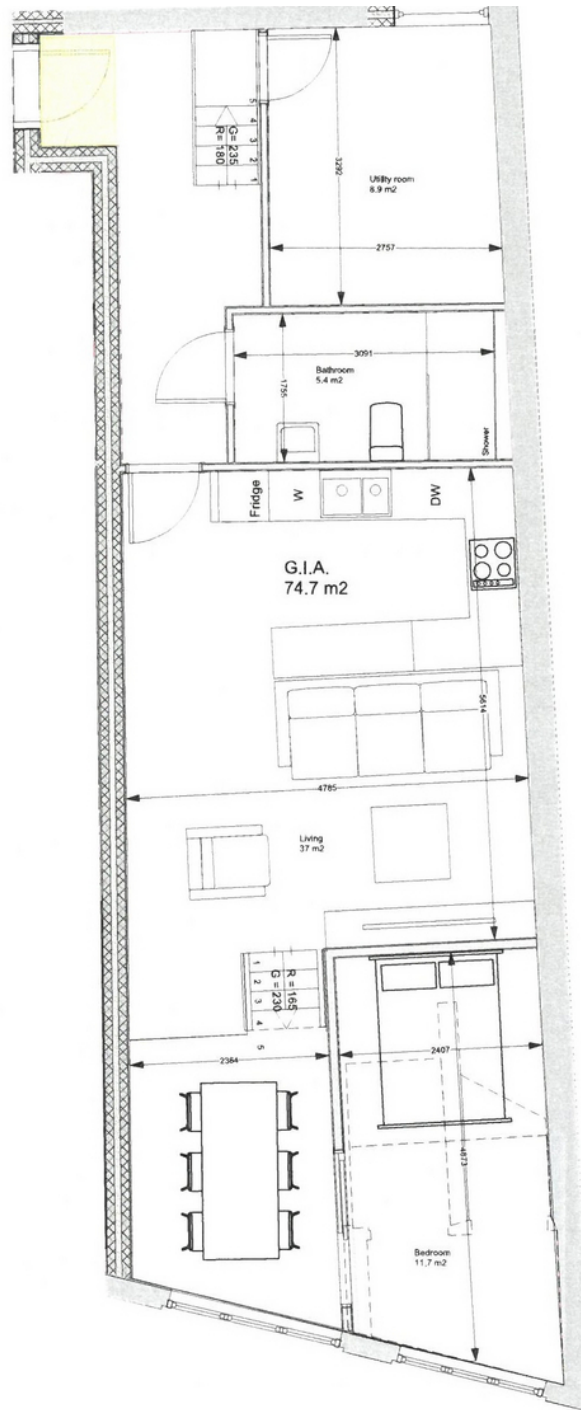 5
4
3
2
1
G= 235
R= 180
3292
Utility room
8.9 m2
2757
3091
Bathroom
5.4 m2
1755
Shower
Fridge
W
DW
G.I.A.
74.7 m2
5614
4785
Living
37 m2
1
2
3
4
5
R = 165
G = 230
2364
2407
4873
Bedroom
11,7 m2